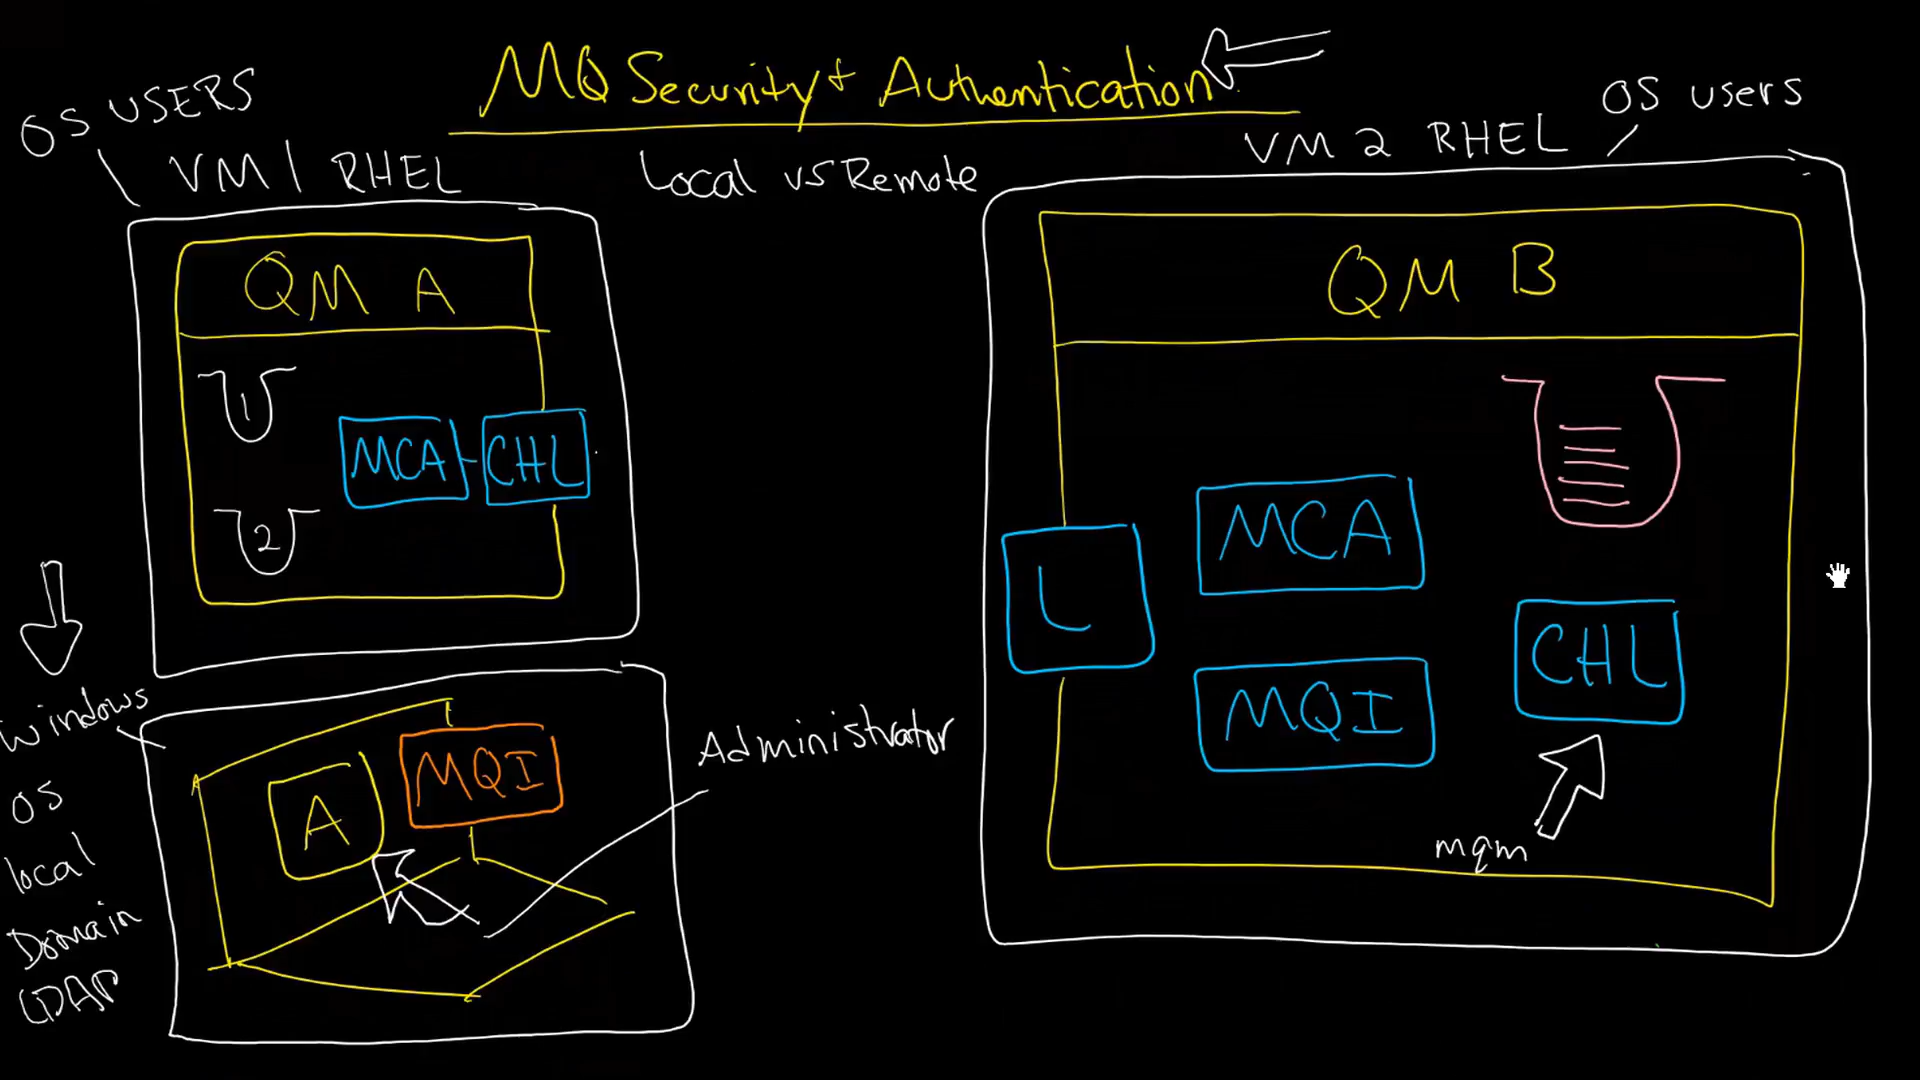 MQ Security + Authentication
Local vs Remote
OS USERS
VM 1 RHEL
QM A
1
MCA
CHL
2
Windows
OS
local
Domain
LDAP
A
MQI
Administrator
OS users
VM 2 RHEL
QM B
L
MCA
MQI
CHL
mqm